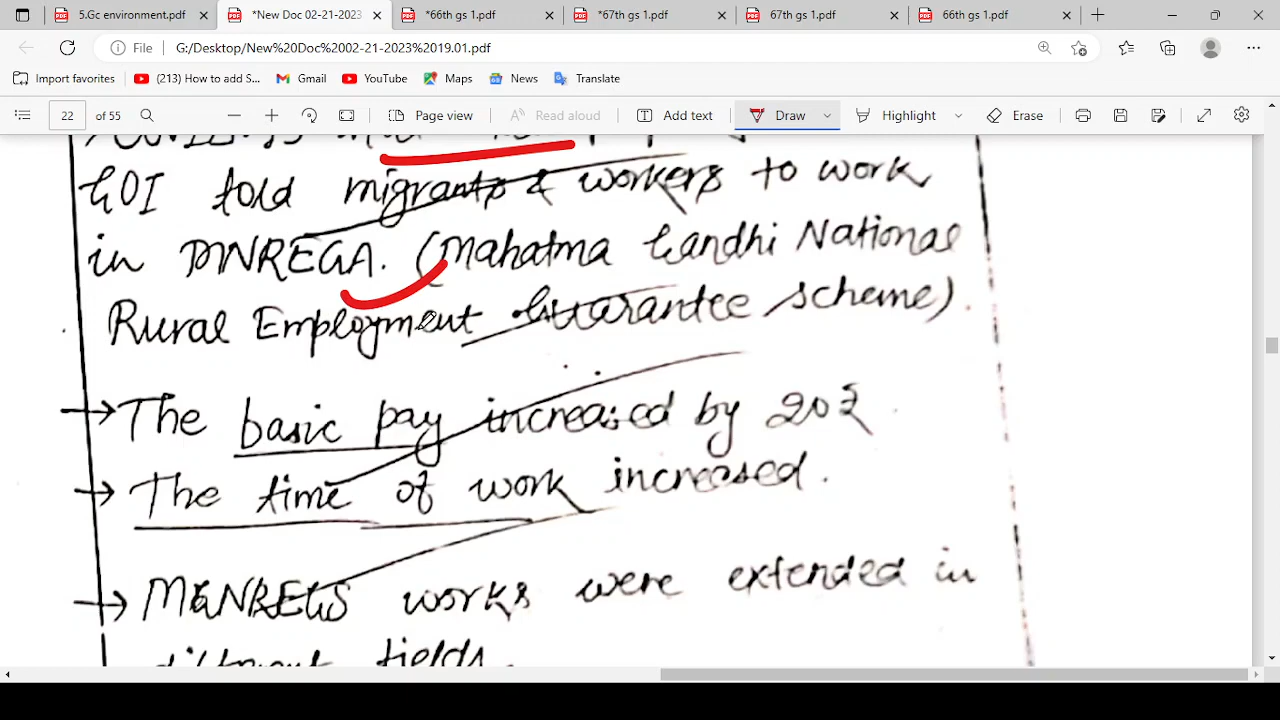 5.Gc environment.pdf
*New Doc 02-21-2023
*66th gs 1.pdf
*67th gs 1.pdf
67th gs 1.pdf
66th gs 1.pdf
File
G:/Desktop/New%20Doc%2002-21-2023%2019.01.pdf
Import favorites
(213) How to add S...
Gmail
YouTube
Maps
News
Translate
22 of 55
Page view
Read aloud
Add text
Draw
Highlight
Erase
GOI told migrants & workers to work
in MNREGA. (Mahatma Gandhi National
Rural Employment Guarantee scheme).
→ The basic pay increased by 20₹
→ The time of work increased.
→ MGNREGS works were extended in
different fields.